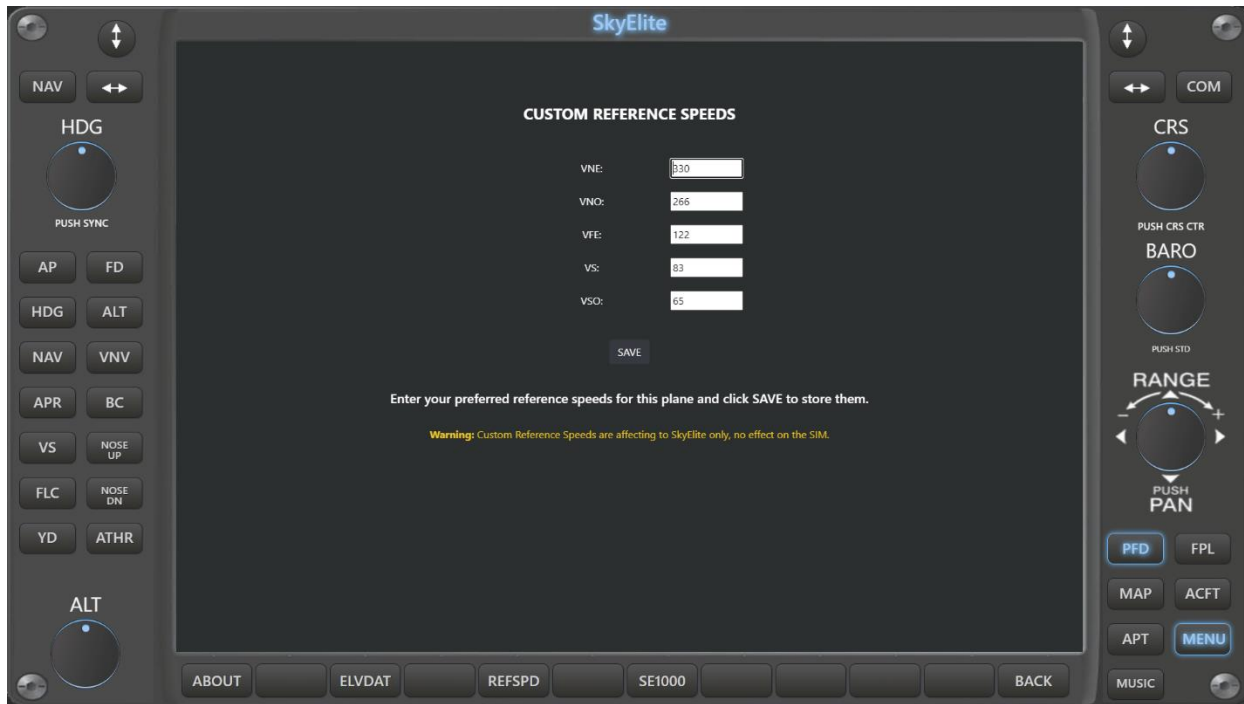 SkyElite
NAV
HDG
PUSH SYNC
AP FD
HDG ALT
NAV VNV
APR BC
VS NOSE UP
FLC NOSE DN
YD ATHR
ALT
CUSTOM REFERENCE SPEEDS
VNE: 330
VNO: 266
VFE: 122
VS: 83
VSO: 65
SAVE
Enter your preferred reference speeds for this plane and click SAVE to store them.
Warning: Custom Reference Speeds are affecting to SkyElite only, no effect on the SIM.
ABOUT ELVDAT REFSPD SE1000 BACK
COM
CRS
PUSH CRS CTR
BARO
PUSH STD
RANGE
- +
PUSH
PAN
PFD FPL
MAP ACFT
APT MENU
MUSIC